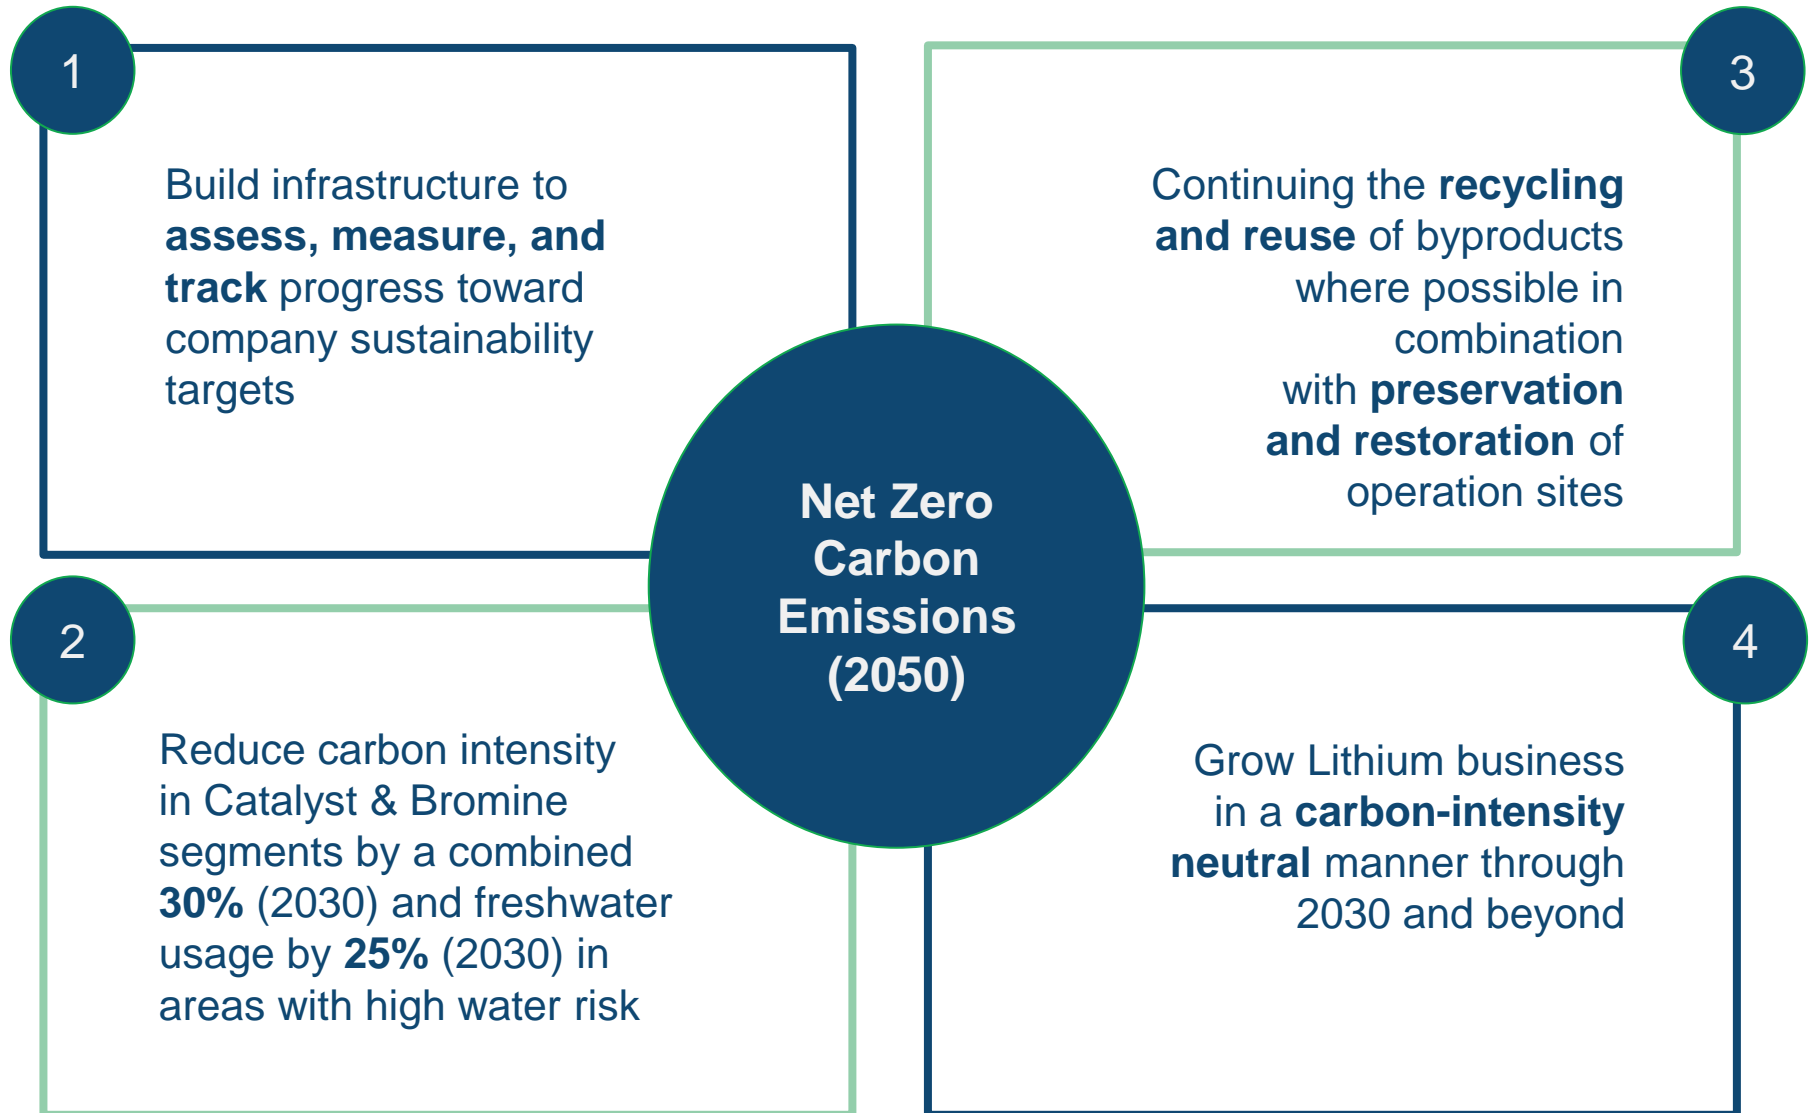 1
Build infrastructure to
assess, measure, and
track progress toward
company sustainability
targets
2
Reduce carbon intensity
in Catalyst & Bromine
segments by a combined
30% (2030) and freshwater
usage by 25% (2030) in
areas with high water risk
Net Zero
Carbon
Emissions
(2050)
3
Continuing the recycling
and reuse of byproducts
where possible in
combination
with preservation
and restoration of
operation sites
4
Grow Lithium business
in a carbon-intensity
neutral manner through
2030 and beyond